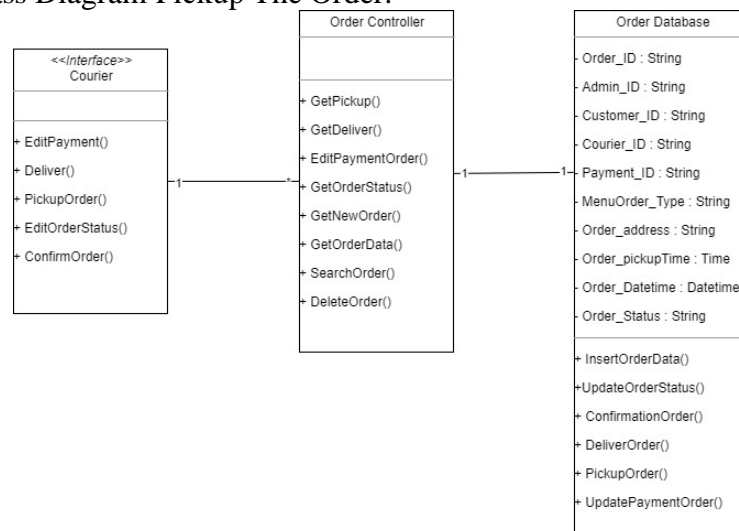 ass Diagram Pickup The Order:
<<Interface>>
Courier
+ EditPayment()
+ Deliver()
+ PickupOrder()
+ EditOrderStatus()
+ ConfirmOrder()
1
*
Order Controller
+ GetPickup()
+ GetDeliver()
+ EditPaymentOrder()
+ GetOrderStatus()
+ GetNewOrder()
+ GetOrderData()
+ SearchOrder()
+ DeleteOrder()
1
1
Order Database
- Order_ID : String
- Admin_ID : String
- Customer_ID : String
- Courier_ID : String
- Payment_ID : String
- MenuOrder_Type : String
- Order_address : String
- Order_pickupTime : Time
- Order_Datetime : Datetime
- Order_Status : String
+ InsertOrderData()
+UpdateOrderStatus()
+ ConfirmationOrder()
+ DeliverOrder()
+ PickupOrder()
+ UpdatePaymentOrder()